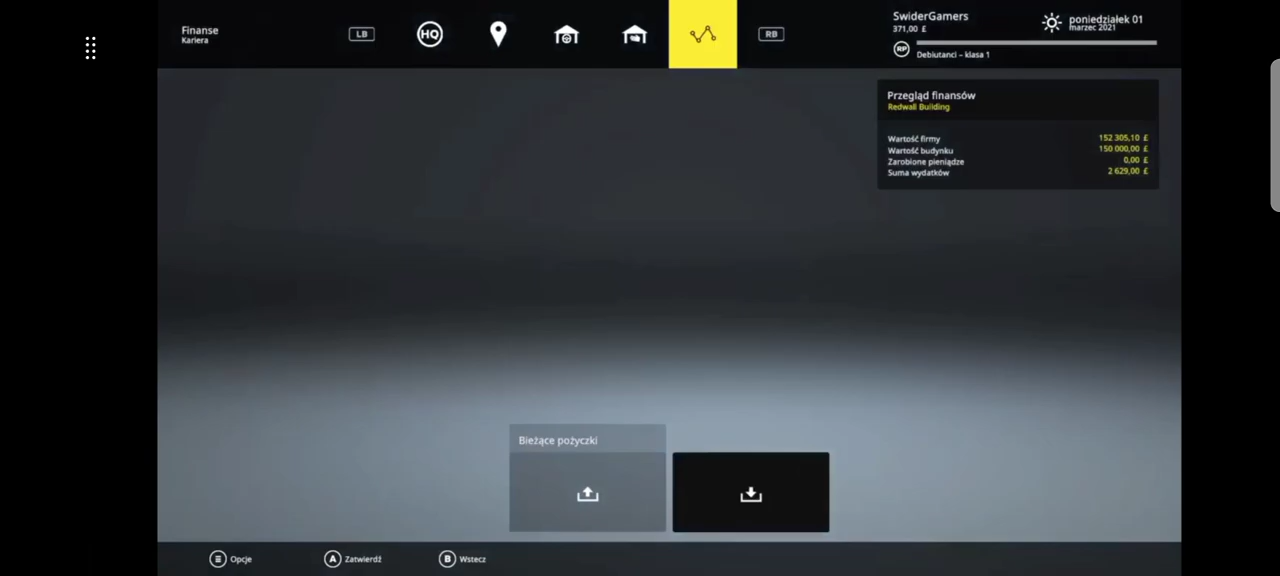 Finanse
Kariera
LB
HQ
RB
SwiderGamers
371,00 £
RP
Debiutanci – klasa 1
poniedziałek 01
marzec 2021
Przegląd finansów
Redwall Building
Wartość firmy 152 305,10 £
Wartość budynku 150 000,00 £
Zarobione pieniądze 0,00 £
Suma wydatków 2 629,00 £
Bieżące pożyczki
Opcje
A Zatwierdź
B Wstecz